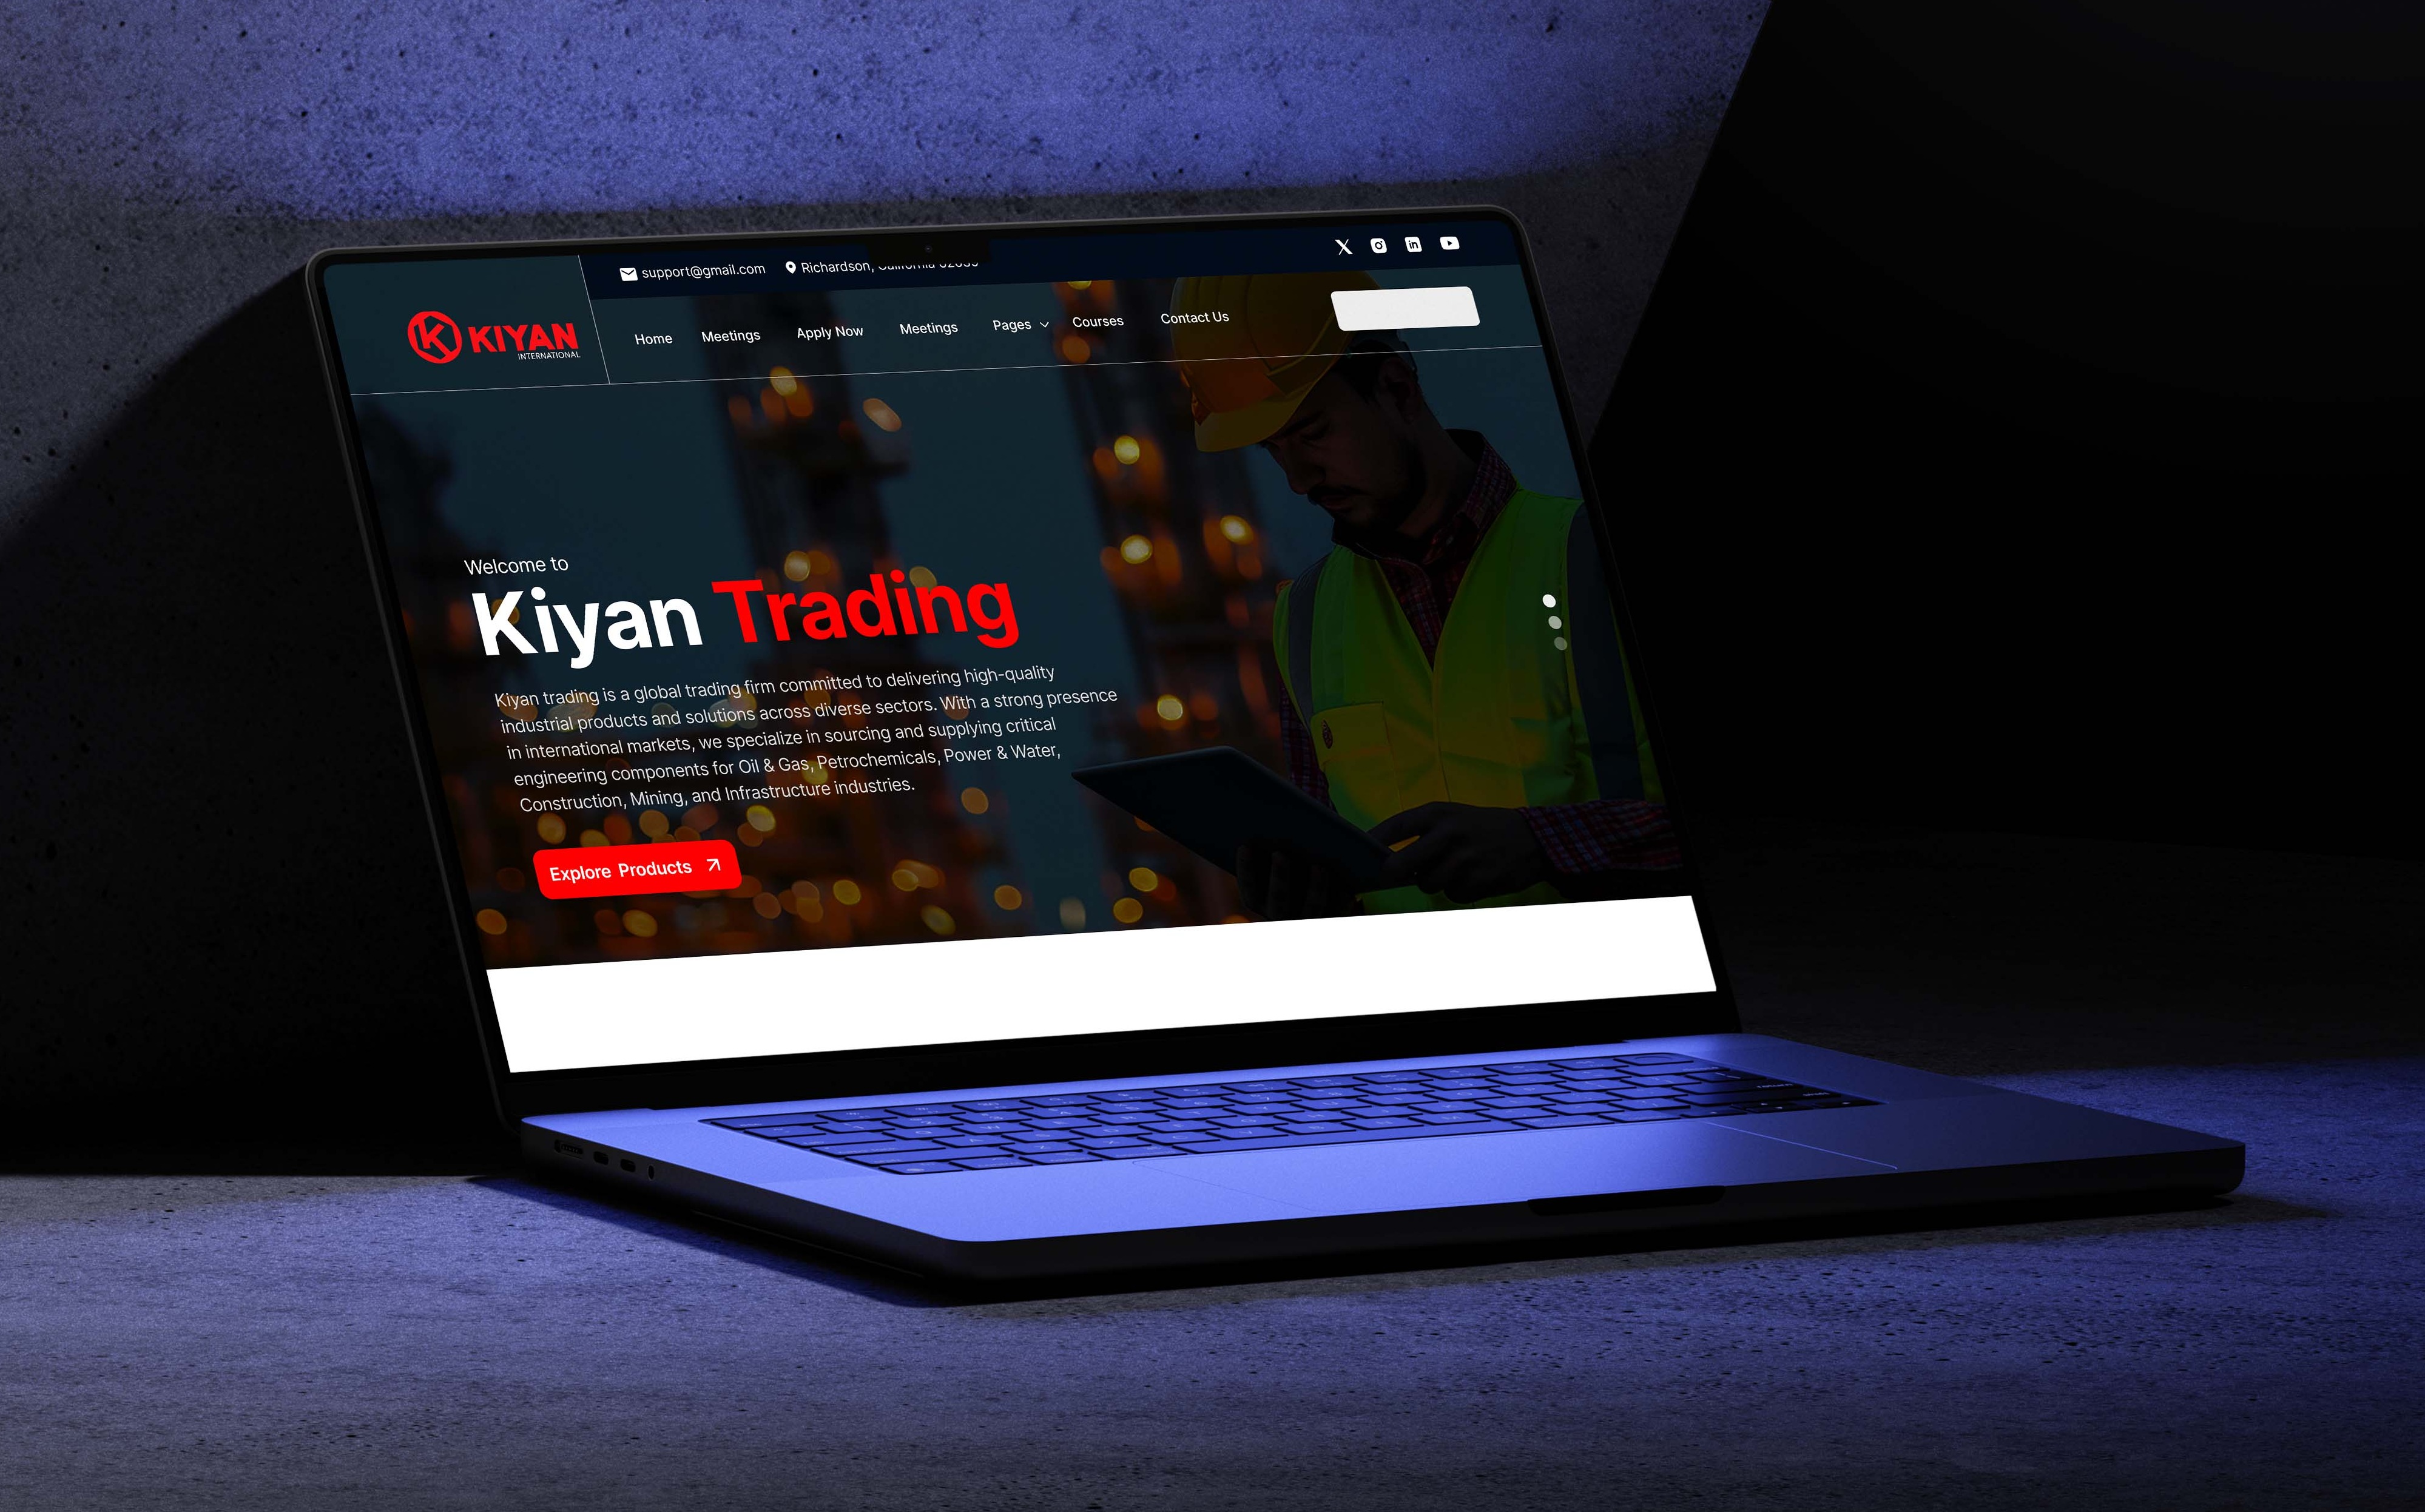 support@gmail.com
Richardson, California
KIYAN
INTERNATIONAL
Home Meetings Apply Now Meetings Pages Courses Contact Us
Welcome to
Kiyan Trading
Kiyan trading is a global trading firm committed to delivering high-quality
industrial products and solutions across diverse sectors. With a strong presence
in international markets, we specialize in sourcing and supplying critical
engineering components for Oil & Gas, Petrochemicals, Power & Water,
Construction, Mining, and Infrastructure industries.
Explore Products